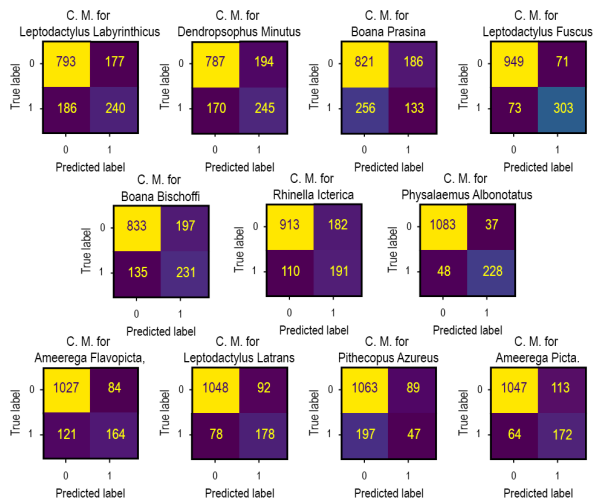 C. M. for
Leptodactylus Labyrinthicus
True label
0
793
177
1
186
240
0
1
Predicted label
C. M. for
Dendropsophus Minutus
True label
0
787
194
1
170
245
0
1
Predicted label
C. M. for
Boana Prasina
True label
0
821
186
1
256
133
0
1
Predicted label
C. M. for
Leptodactylus Fuscus
True label
0
949
71
1
73
303
0
1
Predicted label
C. M. for
Boana Bischoffi
True label
0
833
197
1
135
231
0
1
Predicted label
C. M. for
Rhinella Icterica
True label
0
913
182
1
110
191
0
1
Predicted label
C. M. for
Physalaemus Albonotatus
True label
0
1083
37
1
48
228
0
1
Predicted label
C. M. for
Ameerega Flavopicta,
True label
0
1027
84
1
121
164
0
1
Predicted label
C. M. for
Leptodactylus Latrans
True label
0
1048
92
1
78
178
0
1
Predicted label
C. M. for
Pithecopus Azureus
True label
0
1063
89
1
197
47
0
1
Predicted label
C. M. for
Ameerega Picta.
True label
0
1047
113
1
64
172
0
1
Predicted label